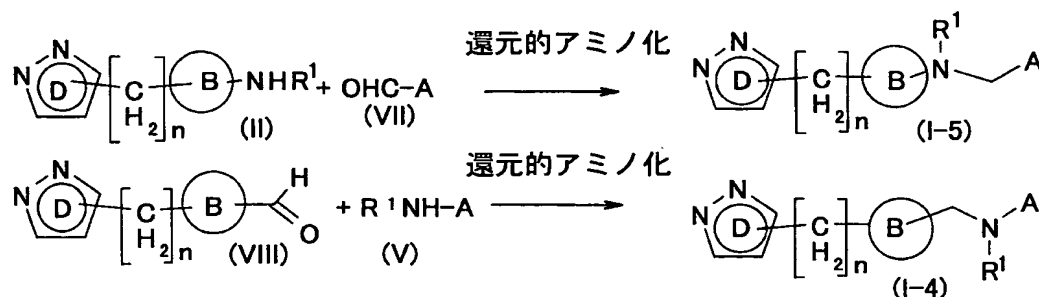 還元的アミノ化
N N D [ C H2 ]n B NHR¹ + OHC-A R¹ N A
(II) (VII) D [ C H2 ]n B (I-5)
還元的アミノ化
N N D [ C H2 ]n B H O + R¹NH-A N N D [ C H2 ]n B N A R¹
(VIII) (V) (I-4)